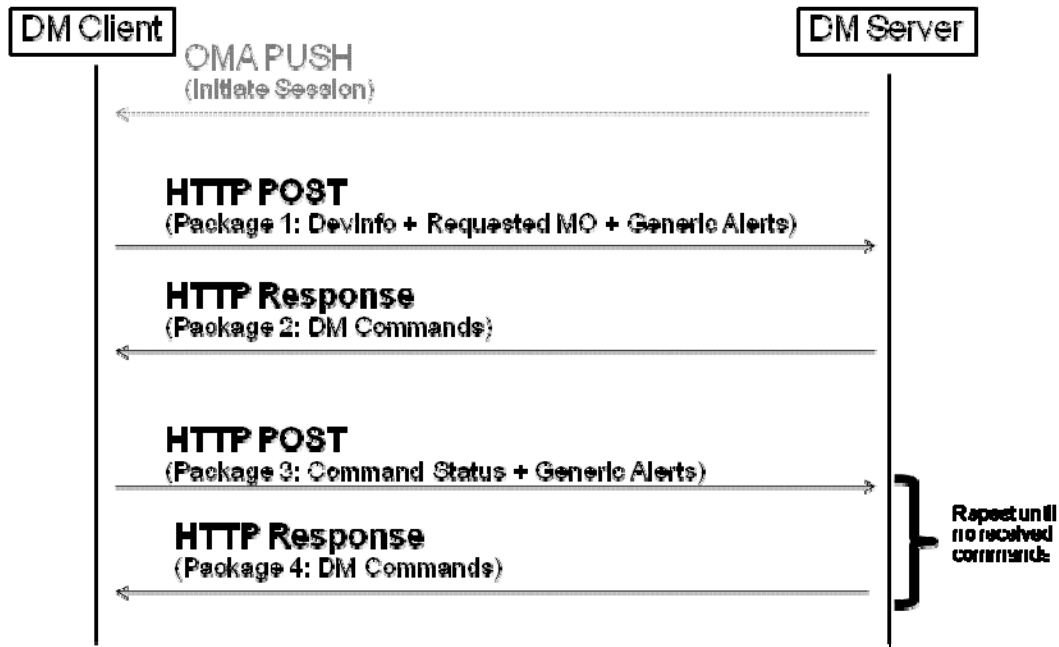 DM Client
DM Server
OMA PUSH
(Initiate Session)
HTTP POST
(Package 1: DevInfo + Requested MO + Generic Alerts)
HTTP Response
(Package 2: DM Commands)
HTTP POST
(Package 3: Command Status + Generic Alerts)
HTTP Response
(Package 4: DM Commands)
Repeat until
no received
commands